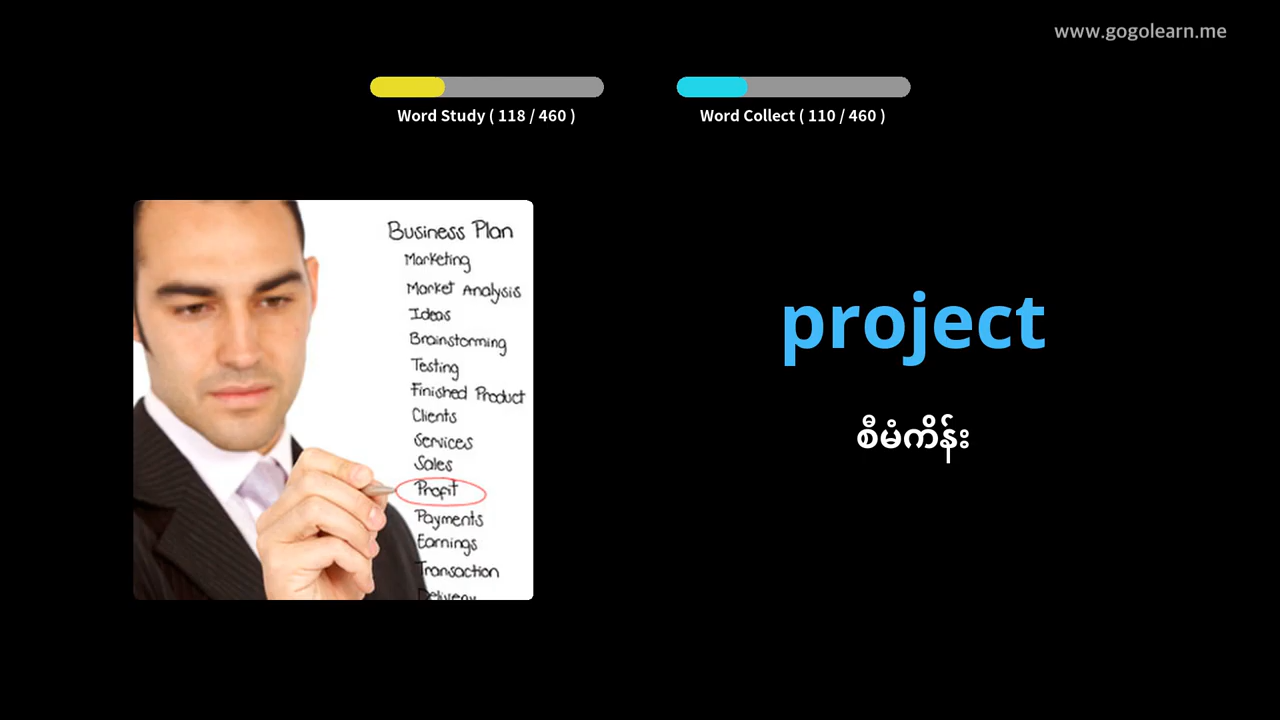 www.gogolearn.me
Word Study ( 118 / 460 )
Word Collect ( 110 / 460 )
Business Plan
Marketing
Market Analysis
Ideas
Brainstorming
Testing
Finished Product
Clients
Services
Sales
Profit
Payments
Earnings
Transaction
Delivery
project
စီမံကိန်း